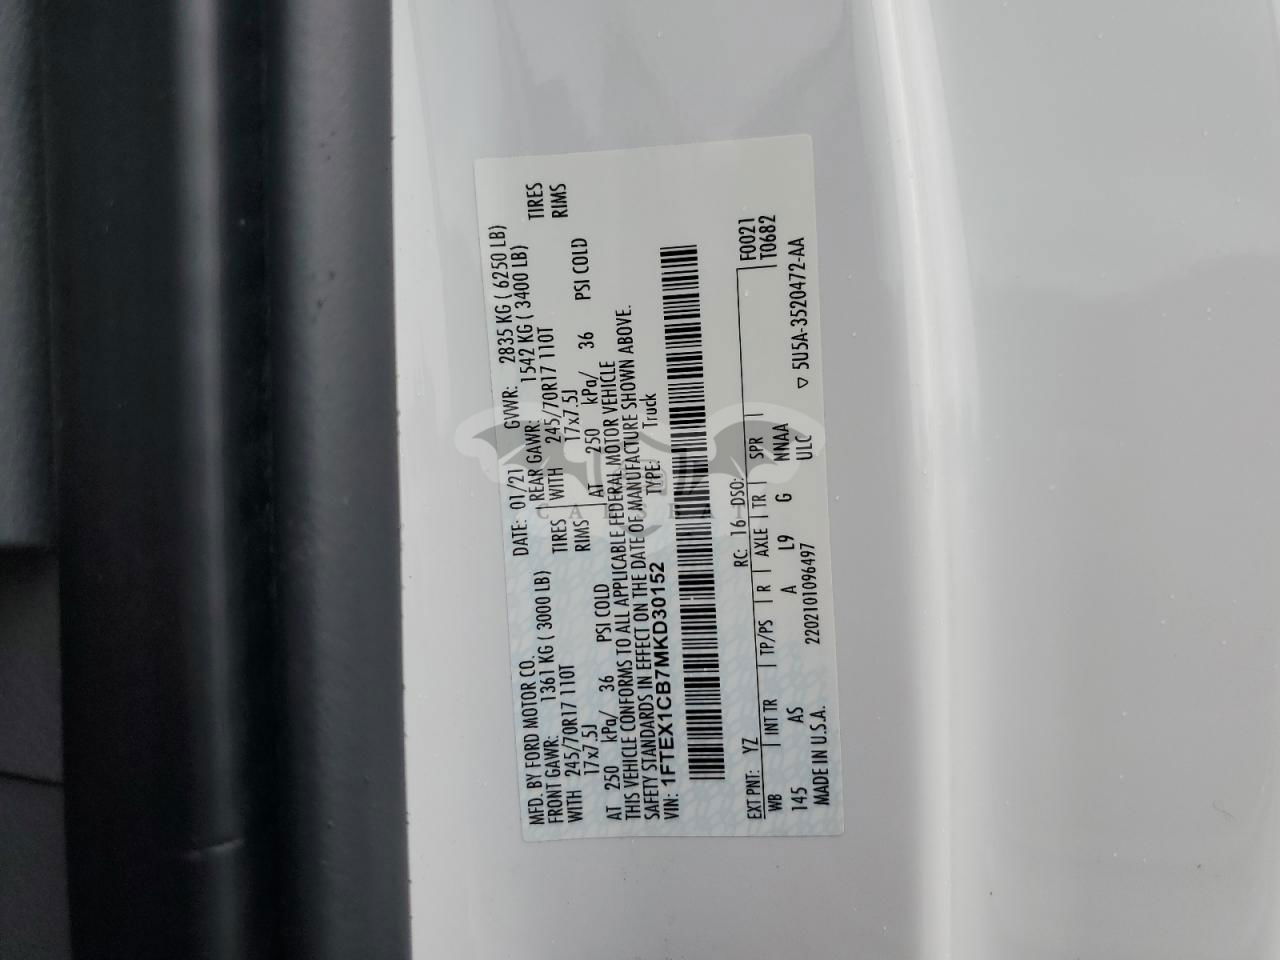 MFD. BY FORD MOTOR CO.
DATE: 01/21 GVWR: 2835 KG ( 6250 LB)
FRONT GAWR: 1361 KG ( 3000 LB) REAR GAWR: 1542 KG ( 3400 LB)
WITH 245/70R17 110T TIRES WITH 245/70R17 110T TIRES
17x7.5J RIMS 17x7.5J RIMS
AT 250 kPa/ 36 PSI COLD AT 250 kPa/ 36 PSI COLD
THIS VEHICLE CONFORMS TO ALL APPLICABLE FEDERAL MOTOR VEHICLE
SAFETY STANDARDS IN EFFECT ON THE DATE OF MANUFACTURE SHOWN ABOVE.
VIN: 1FTEX1CB7MKD30152 TYPE: Truck
EXT PNT: YZ RC: 16 DSO: F0021
WB INT TR TP/PS R AXLE TR SPR T0682
145 AS A L9 G NNAA
MADE IN U.S.A. 2202101096497 ULC ▽ 5U5A-3520472-AA
CARSBAT